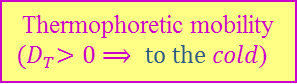 Thermophoretic mobility
(D_T > 0 ⟹ to the cold)